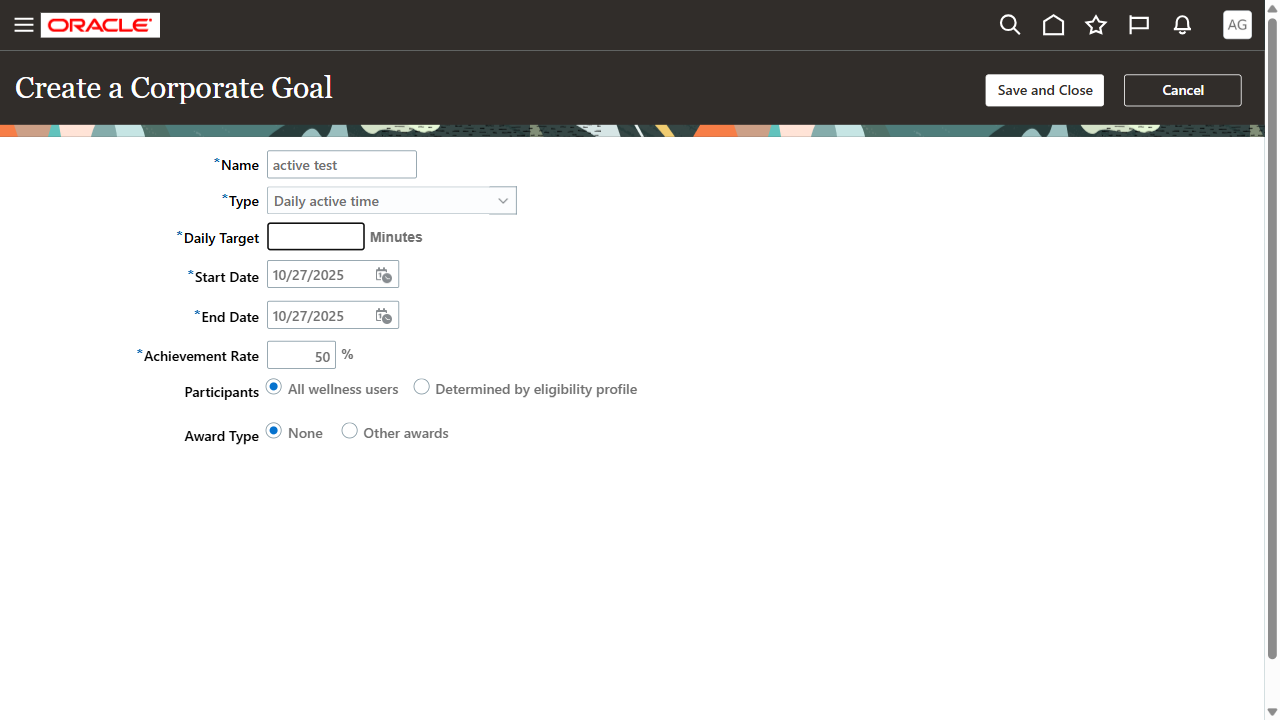 ORACLE
AG
Create a Corporate Goal
Save and Close
Cancel
*Name active test
*Type Daily active time
*Daily Target Minutes
*Start Date 10/27/2025
*End Date 10/27/2025
*Achievement Rate 50 %
Participants All wellness users Determined by eligibility profile
Award Type None Other awards